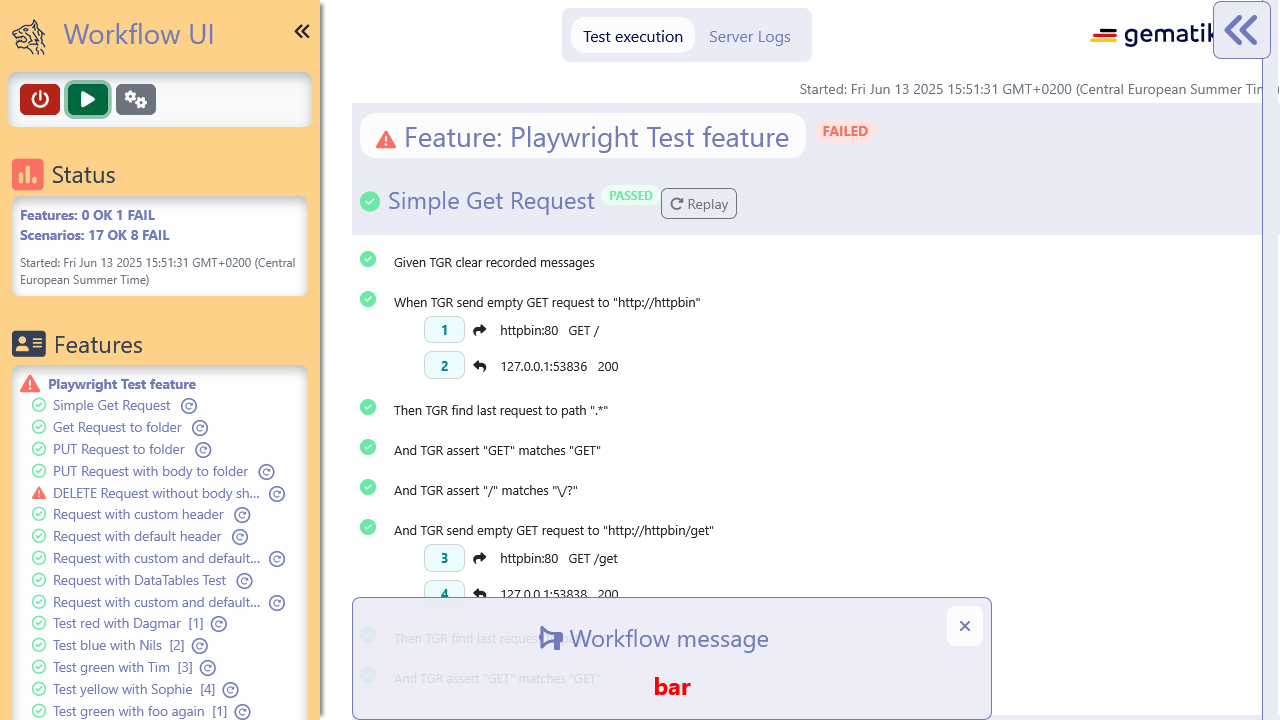 Workflow UI
Status
Features: 0 OK 1 FAIL
Scenarios: 17 OK 8 FAIL
Started: Fri Jun 13 2025 15:51:31 GMT+0200 (Central
European Summer Time)
Features
Playwright Test feature
Simple Get Request
Get Request to folder
PUT Request to folder
PUT Request with body to folder
DELETE Request without body sh...
Request with custom header
Request with default header
Request with custom and default...
Request with DataTables Test
Request with custom and default...
Test red with Dagmar [1]
Test blue with Nils [2]
Test green with Tim [3]
Test yellow with Sophie [4]
Test green with foo again [1]
Test execution
Server Logs
gematik
Started: Fri Jun 13 2025 15:51:31 GMT+0200 (Central European Summer Tim
Feature: Playwright Test feature
FAILED
Simple Get Request
PASSED
Replay
Given TGR clear recorded messages
When TGR send empty GET request to "http://httpbin"
1 httpbin:80 GET /
2 127.0.0.1:53836 200
Then TGR find last request to path ".*"
And TGR assert "GET" matches "GET"
And TGR assert "/" matches "\/?"
And TGR send empty GET request to "http://httpbin/get"
3 httpbin:80 GET /get
4 127.0.0.1:53838 200
Then TGR find last request to path
And TGR assert "GET" matches "GET"
Workflow message
bar